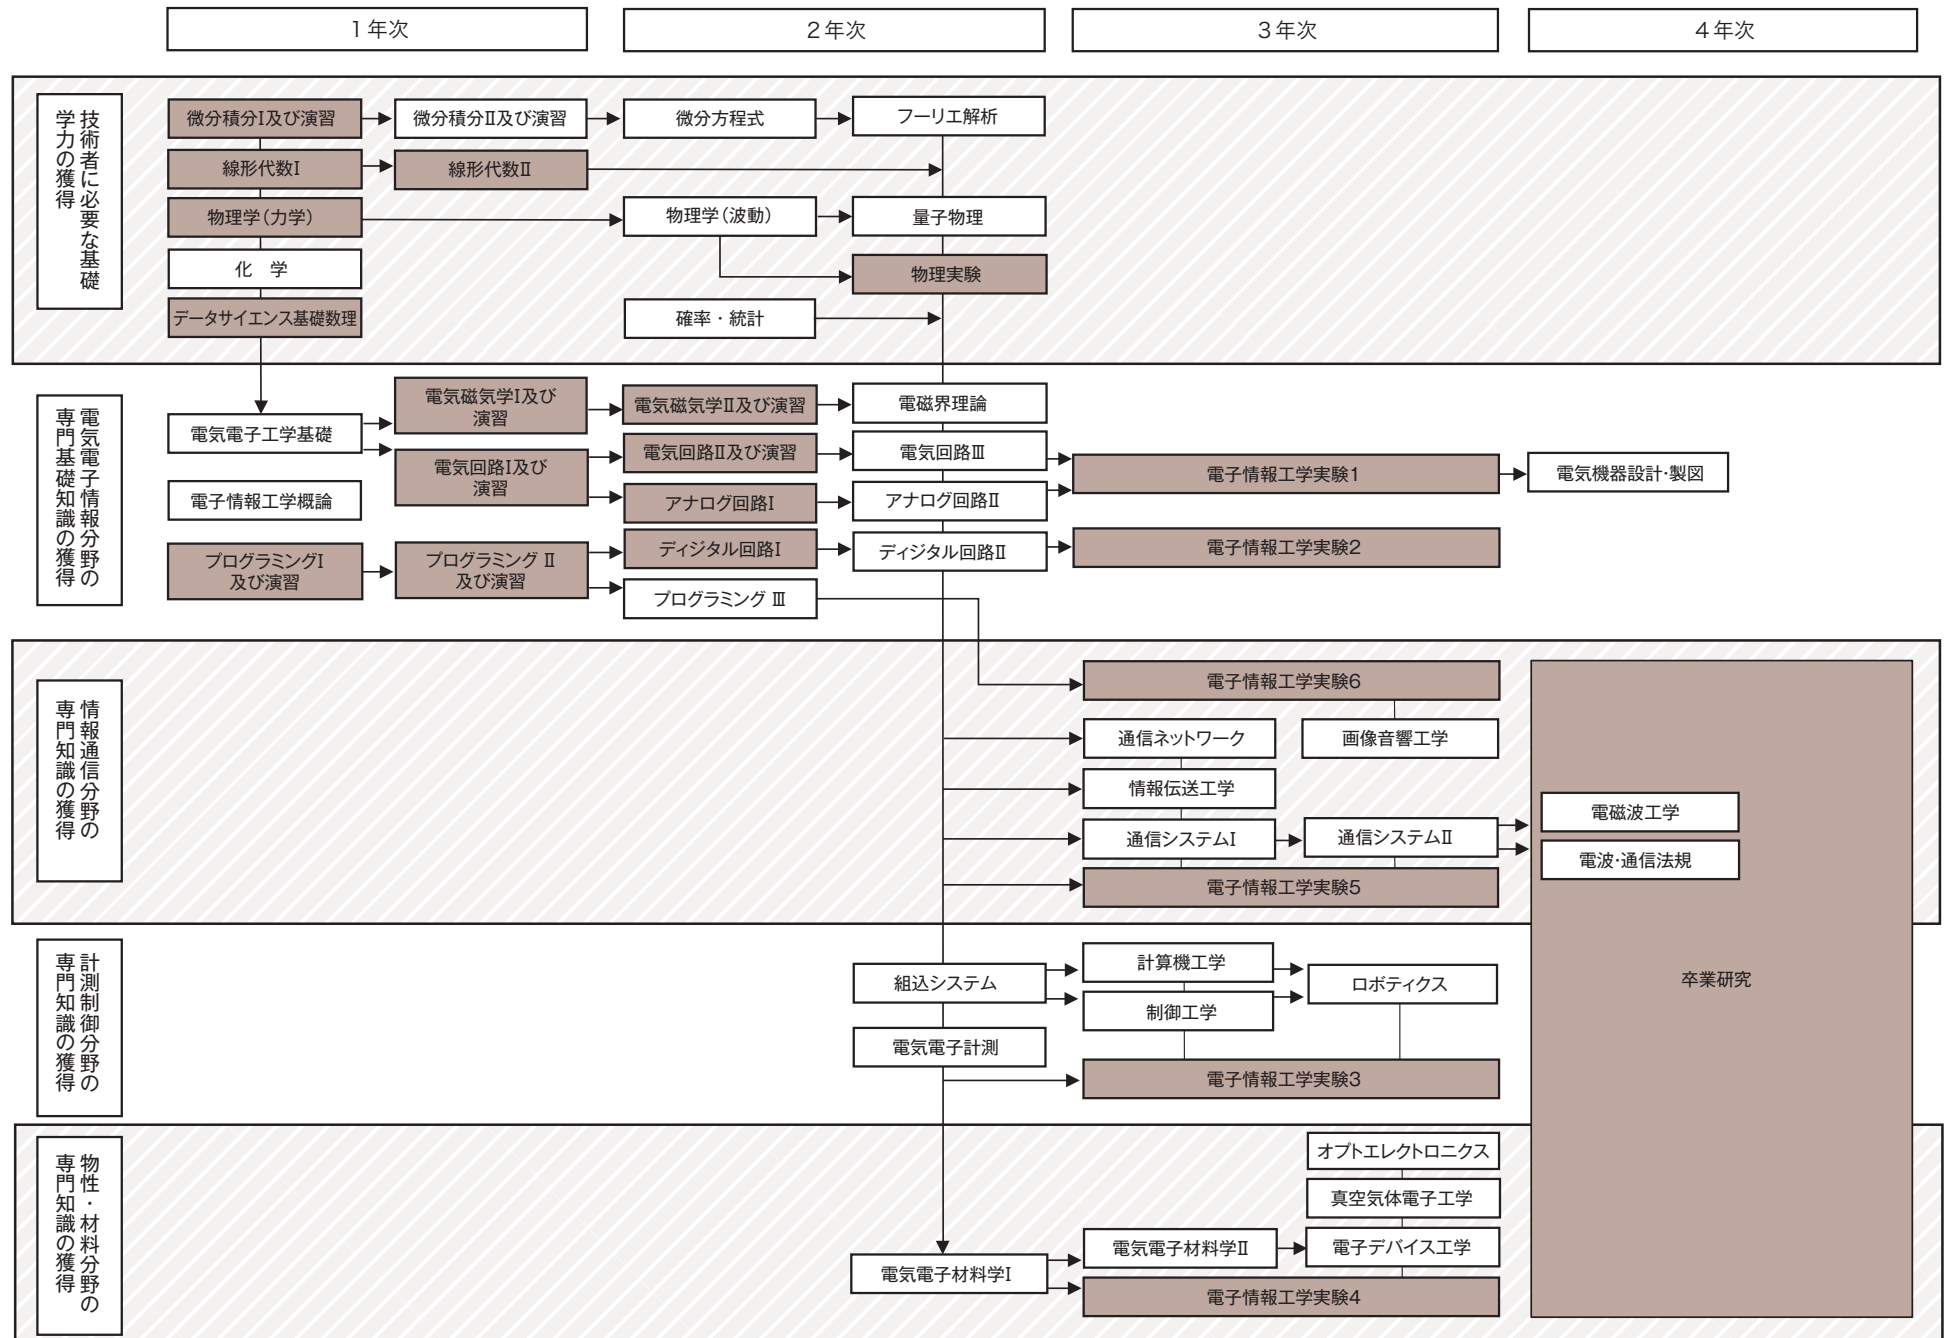 1年次
2年次
3年次
4年次
技術者に必要な基礎
学力の獲得
微分積分Ⅰ及び演習
微分積分Ⅱ及び演習
微分方程式
フーリエ解析
線形代数Ⅰ
線形代数Ⅱ
物理学（力学）
物理学（波動）
量子物理
化　学
物理実験
データサイエンス基礎数理
確率・統計
電気電子情報分野の
専門基礎知識の獲得
電気電子工学基礎
電気磁気学Ⅰ及び
演習
電気磁気学Ⅱ及び演習
電磁界理論
電気回路Ⅰ及び
演習
電気回路Ⅱ及び演習
電気回路Ⅲ
電子情報工学実験1
電気機器設計・製図
電子情報工学概論
アナログ回路Ⅰ
アナログ回路Ⅱ
プログラミングⅠ
及び演習
プログラミング Ⅱ
及び演習
ディジタル回路Ⅰ
ディジタル回路Ⅱ
電子情報工学実験2
プログラミング Ⅲ
情報通信分野の
専門知識の獲得
電子情報工学実験6
通信ネットワーク
画像音響工学
情報伝送工学
通信システムⅠ
通信システムⅡ
電磁波工学
電波・通信法規
電子情報工学実験5
卒業研究
計測制御分野の
専門知識の獲得
組込システム
計算機工学
ロボティクス
制御工学
電気電子計測
電子情報工学実験3
物性・材料分野の
専門知識の獲得
オプトエレクトロニクス
真空気体電子工学
電気電子材料学Ⅰ
電気電子材料学Ⅱ
電子デバイス工学
電子情報工学実験4